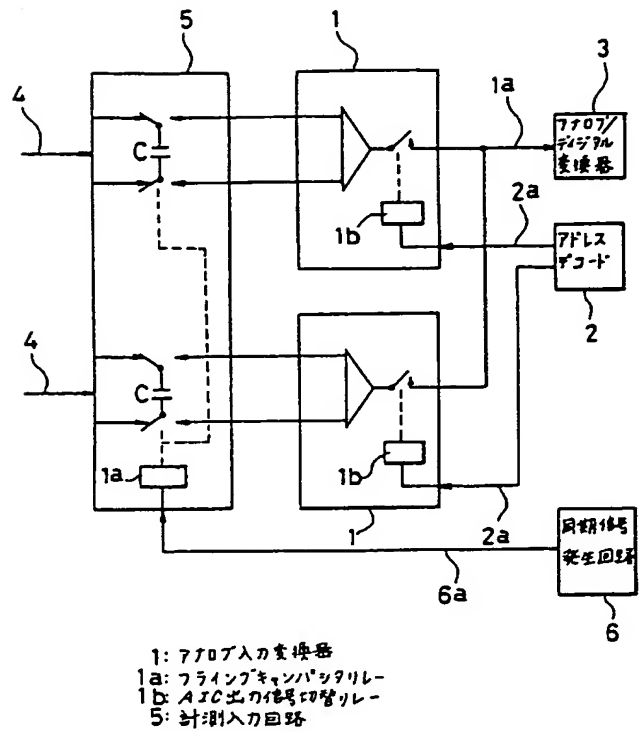 5
1
3
4
1a
アナログ/
ディジタル
変換器
C
1b
2a
アドレス
デコード
2
4
C
1a
1b
1
2a
同期信号
発生回路
6a
6
1: アナログ入力変換器
1a: フライングキャンパシタリレー
1b: AIC出力信号切替リレー
5: 計測入力回路